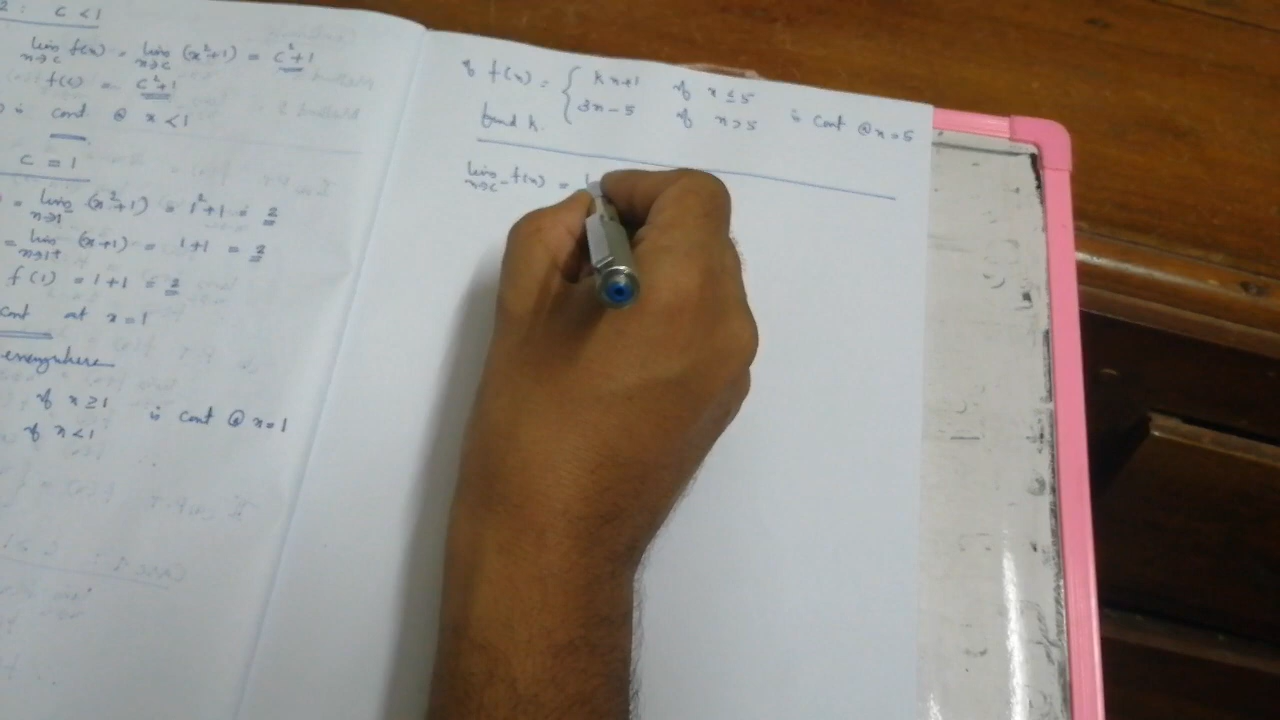 2: C < 1
lim x→c f(x) = lim x→c (x²+1) = c²+1
f(c) = c²+1
is cont @ x < 1
c = 1
= lim x→1⁻ (x²+1) = 1²+1 = 2
= lim x→1+ (x+1) = 1+1 = 2
f(1) = 1+1 = 2
cont at x=1
everywhere
if x ≥ 1
is cont @ x=1
if x < 1
If f(x) = { kx+1 if x ≤ 5
3x-5 if x > 5
is cont @ x = 5
find k.
lim x→c⁻ f(x) =